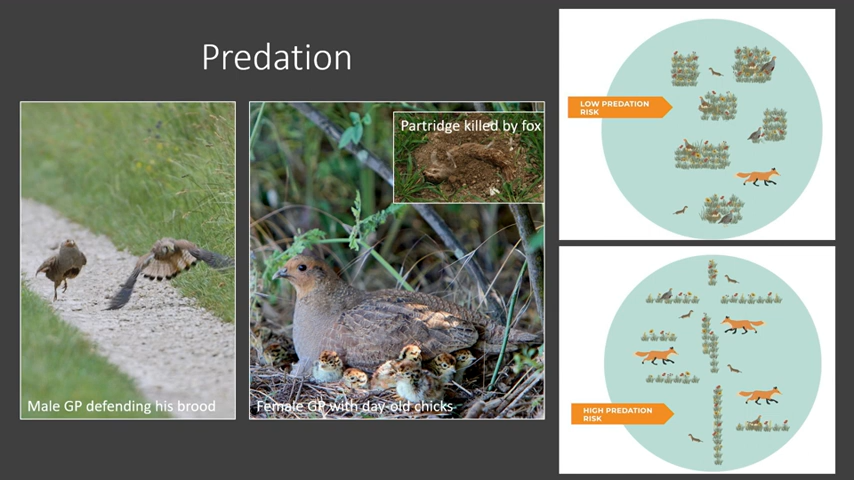 Predation
Partridge killed by fox
Male GP defending his brood
Female GP with day-old chicks
LOW PREDATION
RISK
HIGH PREDATION
RISK